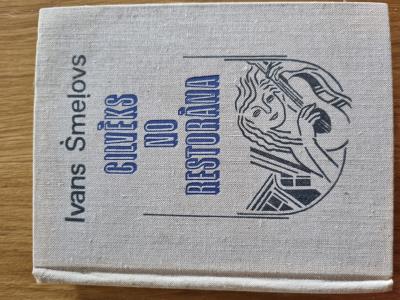 Ivans Šmeļovs
CILVĒKS
NO
RESTORĀNA